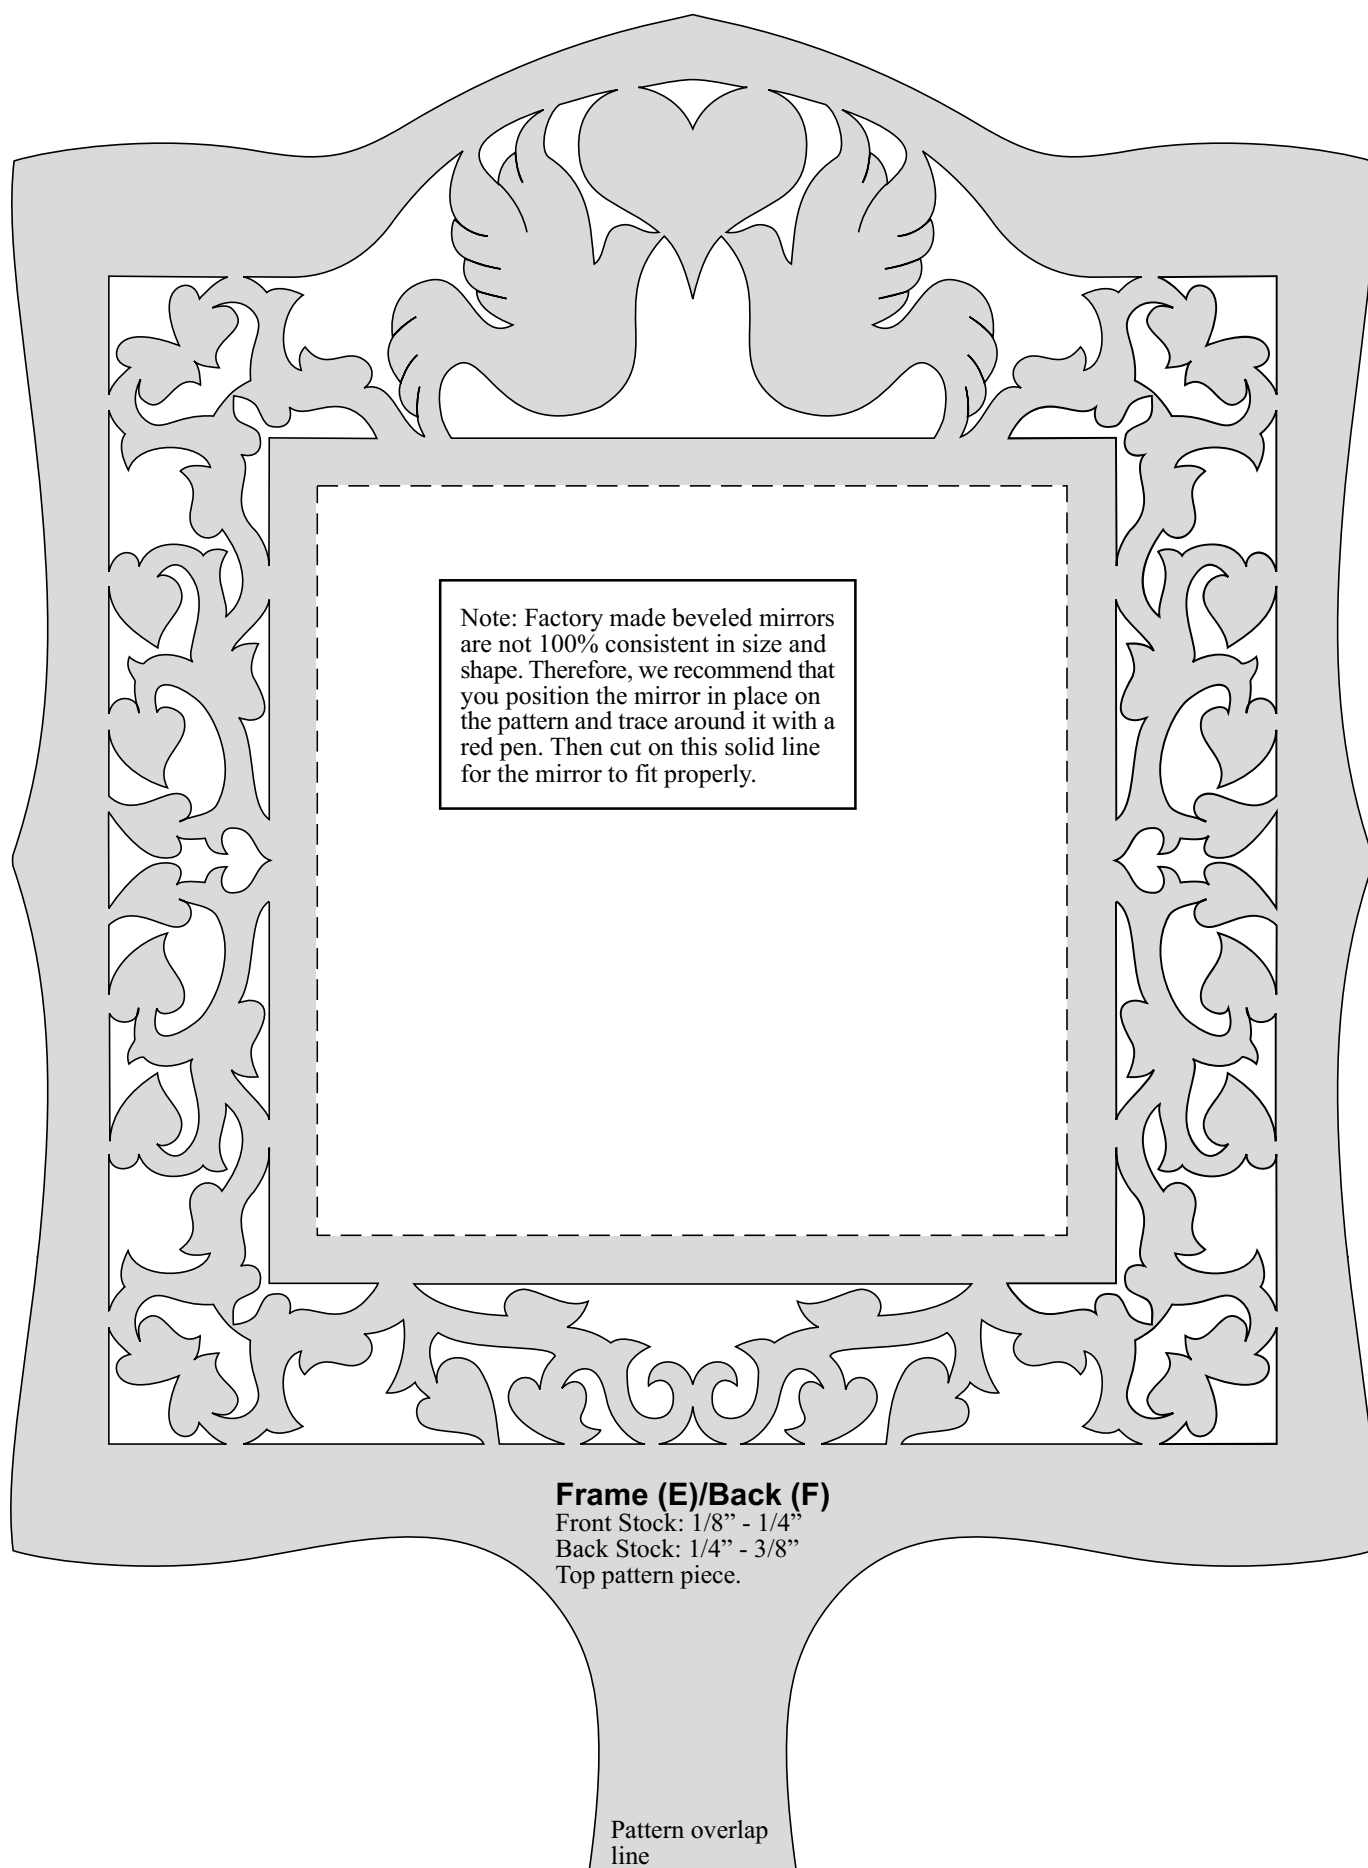 Note: Factory made beveled mirrors
are not 100% consistent in size and
shape. Therefore, we recommend that
you position the mirror in place on
the pattern and trace around it with a
red pen. Then cut on this solid line
for the mirror to fit properly.
Frame (E)/Back (F)
Front Stock: 1/8” - 1/4”
Back Stock: 1/4” - 3/8”
Top pattern piece.
Pattern overlap
line